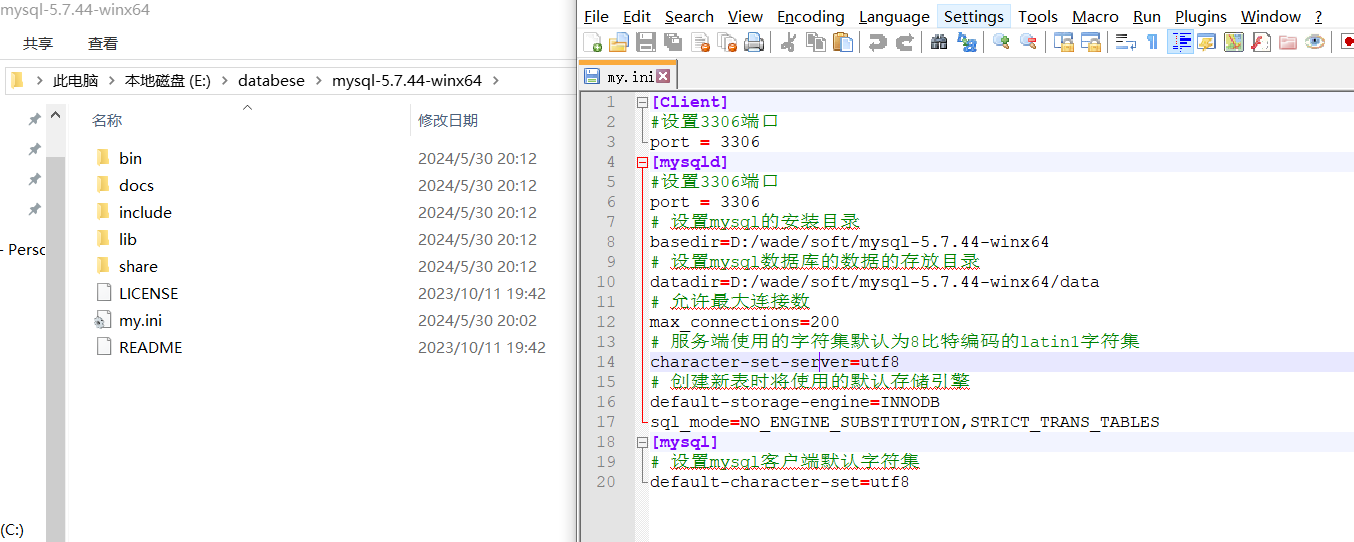 mysql-5.7.44-winx64
共享 查看
此电脑 本地磁盘 (E:) databese mysql-5.7.44-winx64
名称 修改日期
bin 2024/5/30 20:12
docs 2024/5/30 20:12
include 2024/5/30 20:12
lib 2024/5/30 20:12
share 2024/5/30 20:12
LICENSE 2023/10/11 19:42
my.ini 2024/5/30 20:02
README 2023/10/11 19:42
- Persc
(C:)
File Edit Search View Encoding Language Settings Tools Macro Run Plugins Window ?
my.ini
1 [Client]
2 #设置3306端口
3 port = 3306
4 [mysqld]
5 #设置3306端口
6 port = 3306
7 # 设置mysql的安装目录
8 basedir=D:/wade/soft/mysql-5.7.44-winx64
9 # 设置mysql数据库的数据的存放目录
10 datadir=D:/wade/soft/mysql-5.7.44-winx64/data
11 # 允许最大连接数
12 max_connections=200
13 # 服务端使用的字符集默认为8比特编码的latin1字符集
14 character-set-server=utf8
15 # 创建新表时将使用的默认存储引擎
16 default-storage-engine=INNODB
17 sql_mode=NO_ENGINE_SUBSTITUTION,STRICT_TRANS_TABLES
18 [mysql]
19 # 设置mysql客户端默认字符集
20 default-character-set=utf8